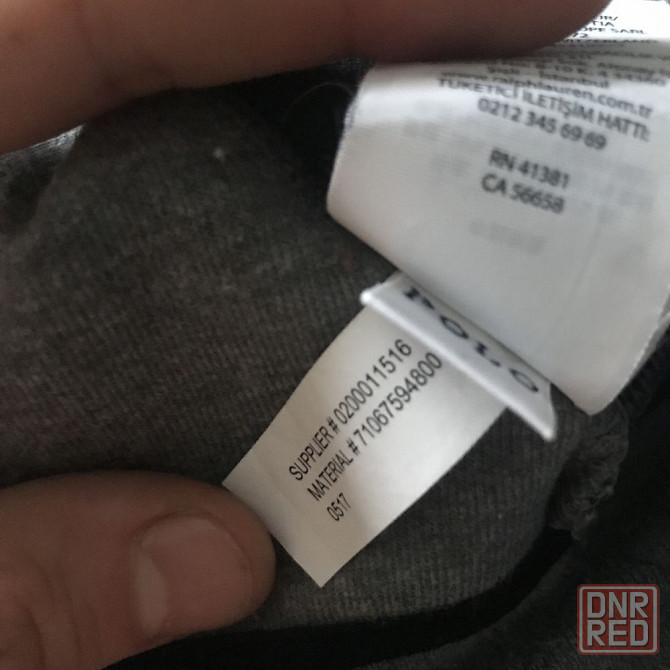 www.ralphlauren.com.tr
TÜKETİCİ İLETİŞİM HATTI:
0212 345 69 69
RN 41381
CA 56658
POLO
SUPPLIER # 0200011516
MATERIAL # 71067594800
0517
DNR
RED